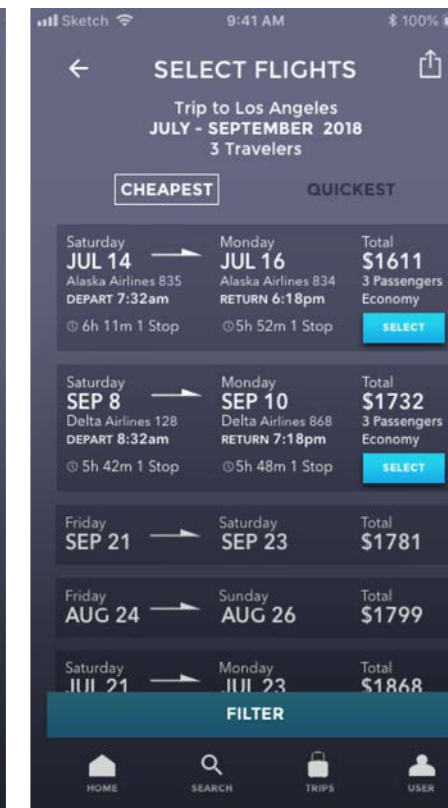 Sketch 9:41 AM 100%
SELECT FLIGHTS
Trip to Los Angeles
JULY - SEPTEMBER 2018
3 Travelers
CHEAPEST QUICKEST
Saturday Monday Total
JUL 14 JUL 16 $1611
Alaska Airlines 835 Alaska Airlines 834 3 Passengers
DEPART 7:32am RETURN 6:18pm Economy
6h 11m 1 Stop 5h 52m 1 Stop SELECT
Saturday Monday Total
SEP 8 SEP 10 $1732
Delta Airlines 128 Delta Airlines 868 3 Passengers
DEPART 8:32am RETURN 7:18pm Economy
5h 42m 1 Stop 5h 48m 1 Stop SELECT
Friday Saturday Total
SEP 21 SEP 23 $1781
Friday Sunday Total
AUG 24 AUG 26 $1799
Saturday Monday Total
JUL 21 JUL 23 $1868
FILTER
HOME SEARCH TRIPS USER